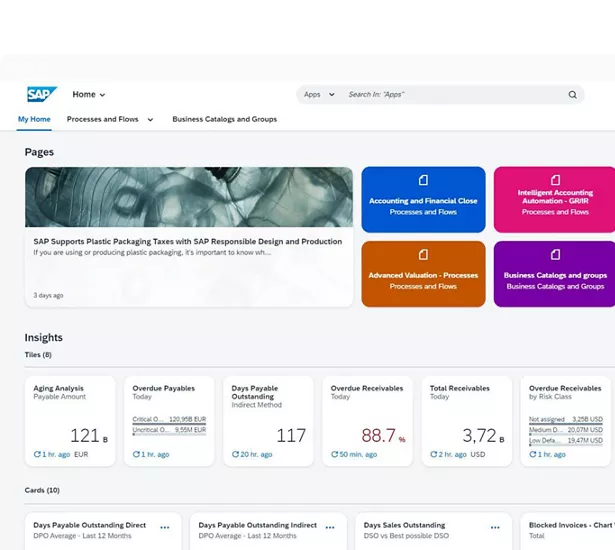 SAP
Home
Apps
Search In: "Apps"
My Home
Processes and Flows
Business Catalogs and Groups
Pages
SAP Supports Plastic Packaging Taxes with SAP Responsible Design and Production
If you are using or producing plastic packaging, it's important to know wh...
3 days ago
Accounting and Financial Close
Processes and Flows
Intelligent Accounting
Automation - GR/IR
Processes and Flows
Advanced Valuation - Processes
Processes and Flows
Business Catalogs and groups
Business Catalogs and Groups
Insights
Tiles (8)
Aging Analysis
Payable Amount
121 B
1 hr. ago EUR
Overdue Payables
Today
Critical O... 120,95B EUR
Uncritical O... 9,55M EUR
1 hr. ago
Days Payable
Outstanding
Indirect Method
117
20 hr. ago
Overdue Receivables
Today
88.7 %
50 min. ago
Total Receivables
Today
3,72 B
2 hr. ago USD
Overdue Receivables
by Risk Class
Not assigned 3,25B USD
Medium D... 20,07M USD
Low Defa... 19,47M USD
1 hr. ago
Cards (10)
Days Payable Outstanding Direct ...
DPO Average - Last 12 Months
Days Payable Outstanding Indirect ...
DPO Average - Last 12 Months
Days Sales Outstanding ...
DSO vs Best possible DSO
Blocked Invoices - Chart
Total